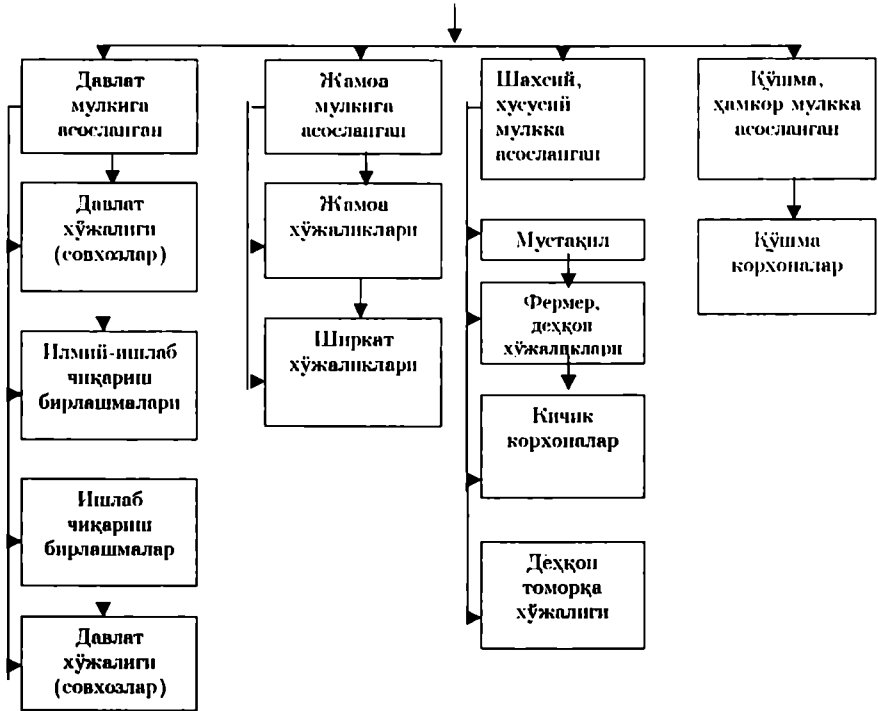 Давлат
мулкига
асосланган
Давлат
хўжалиги
(совхозлар)
Илмий-ишлаб
чиқариш
бирлашмалари
Ишлаб
чиқариш
бирлашмалар
Давлат
хўжалиги
(совхозлар)
Жамоа
мулкига
асосланган
Жамоа
хўжаликлари
Ширкат
хўжаликлари
Шахсий,
хусусий
мулкка
асосланган
Мустақил
Фермер,
деҳқон
хўжаликлари
Кичик
корхоналар
Деҳқон
томорқа
хўжалиги
Қўшма,
ҳамкор мулкка
асосланган
Қўшма
корхоналар